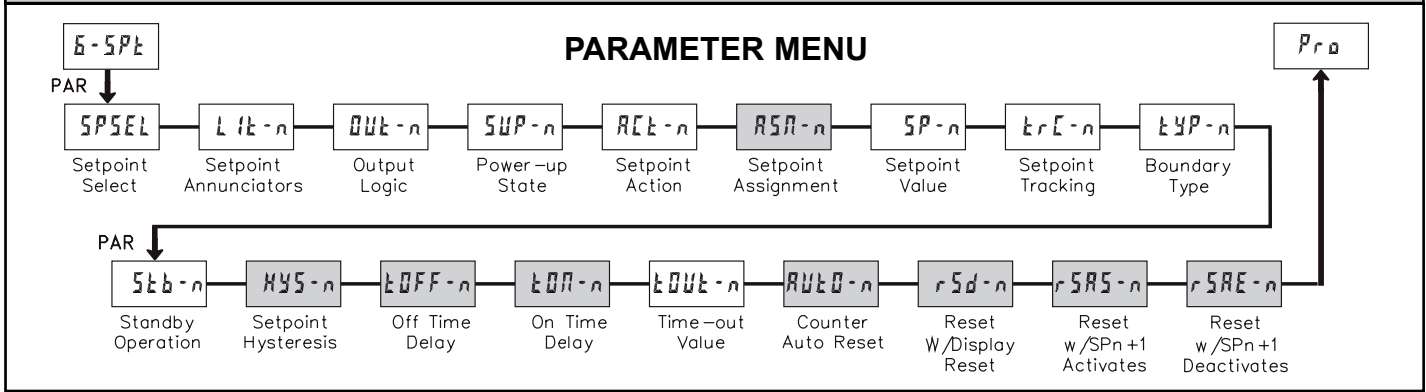 6-SPt
PARAMETER MENU
Pro
PAR
SPSEL LIt-n OUt-n SUP-n ACt-n ASN-n SP-n trC-n tYP-n
Setpoint Select
Setpoint Annunciators
Output Logic
Power-up State
Setpoint Action
Setpoint Assignment
Setpoint Value
Setpoint Tracking
Boundary Type
PAR
Stb-n HYS-n tOFF-n tON-n tOUt-n AUtO-n rSd-n rSAS-n rSAE-n
Standby Operation
Setpoint Hysteresis
Off Time Delay
On Time Delay
Time-out Value
Counter Auto Reset
Reset W/Display Reset
Reset w/SPn+1 Activates
Reset w/SPn+1 Deactivates